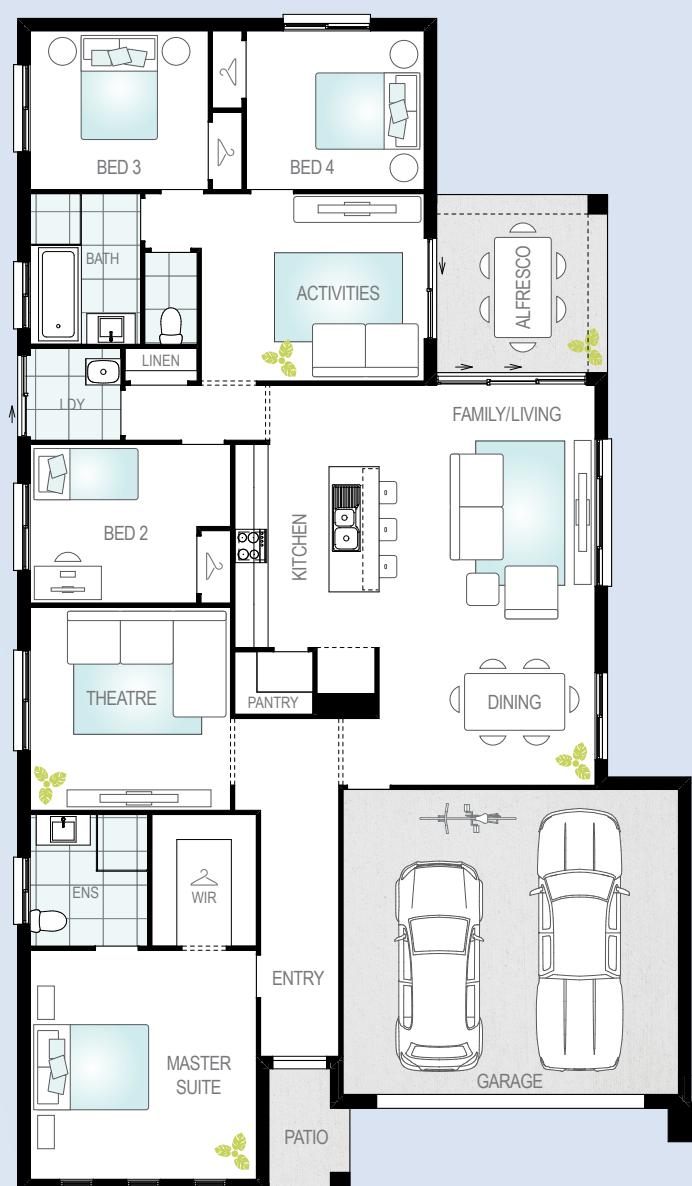 BED 3
BED 4
BATH
ACTIVITIES
ALFRESCO
LINEN
LDY
FAMILY/LIVING
BED 2
KITCHEN
THEATRE
PANTRY
DINING
ENS
WIR
ENTRY
MASTER
SUITE
GARAGE
PATIO